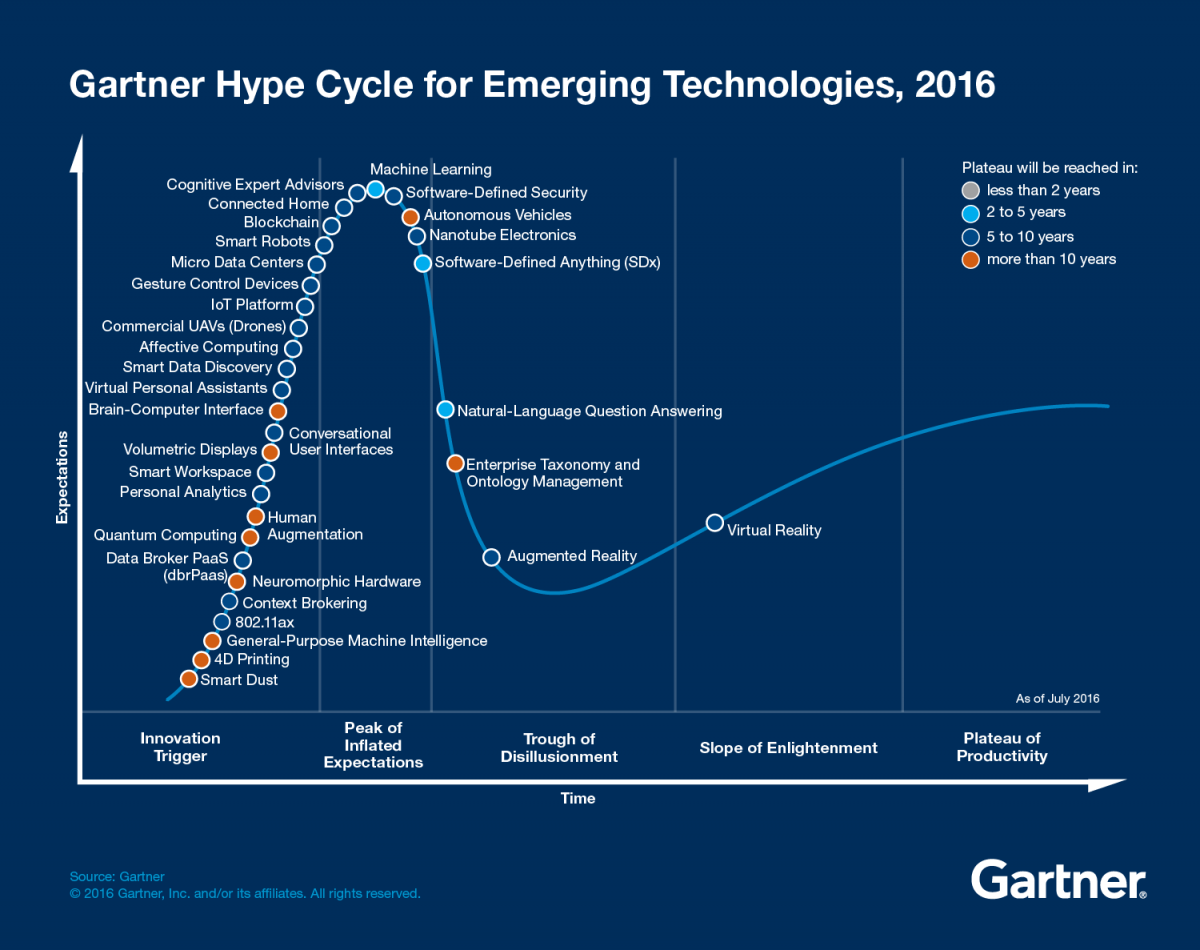 Gartner Hype Cycle for Emerging Technologies, 2016
Expectations
Machine Learning
Cognitive Expert Advisors
Software-Defined Security
Connected Home
Autonomous Vehicles
Blockchain
Nanotube Electronics
Smart Robots
Micro Data Centers
Software-Defined Anything (SDx)
Gesture Control Devices
IoT Platform
Commercial UAVs (Drones)
Affective Computing
Smart Data Discovery
Virtual Personal Assistants
Brain-Computer Interface
Natural-Language Question Answering
Conversational
User Interfaces
Volumetric Displays
Enterprise Taxonomy and
Ontology Management
Smart Workspace
Personal Analytics
Human
Augmentation
Quantum Computing
Virtual Reality
Data Broker PaaS
(dbrPaas)
Augmented Reality
Neuromorphic Hardware
Context Brokering
802.11ax
General-Purpose Machine Intelligence
4D Printing
Smart Dust
Plateau will be reached in:
less than 2 years
2 to 5 years
5 to 10 years
more than 10 years
As of July 2016
Innovation
Trigger
Peak of
Inflated
Expectations
Trough of
Disillusionment
Slope of Enlightenment
Plateau of
Productivity
Time
Source: Gartner
© 2016 Gartner, Inc. and/or its affiliates. All rights reserved.
Gartner®